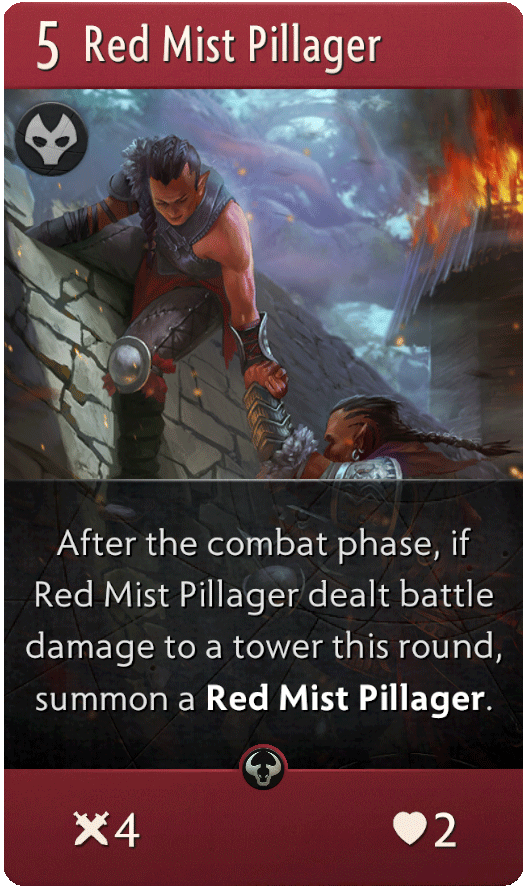 5 Red Mist Pillager
After the combat phase, if
Red Mist Pillager dealt battle
damage to a tower this round,
summon a Red Mist Pillager.
4 2